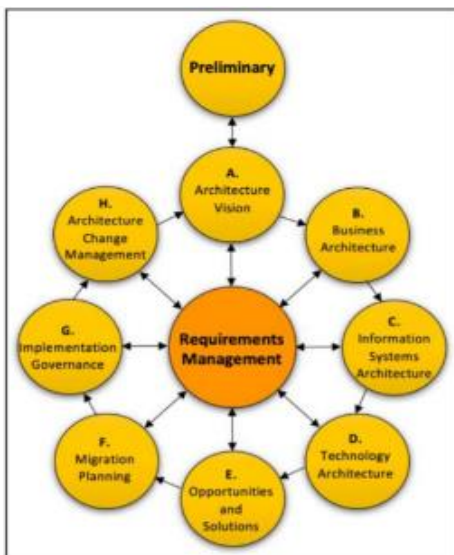 Preliminary
A.
Architecture
Vision
B.
Business
Architecture
C.
Information
Systems
Architecture
D.
Technology
Architecture
E.
Opportunities
and
Solutions
F.
Migration
Planning
G.
Implementation
Governance
H.
Architecture
Change
Management
Requirements
Management